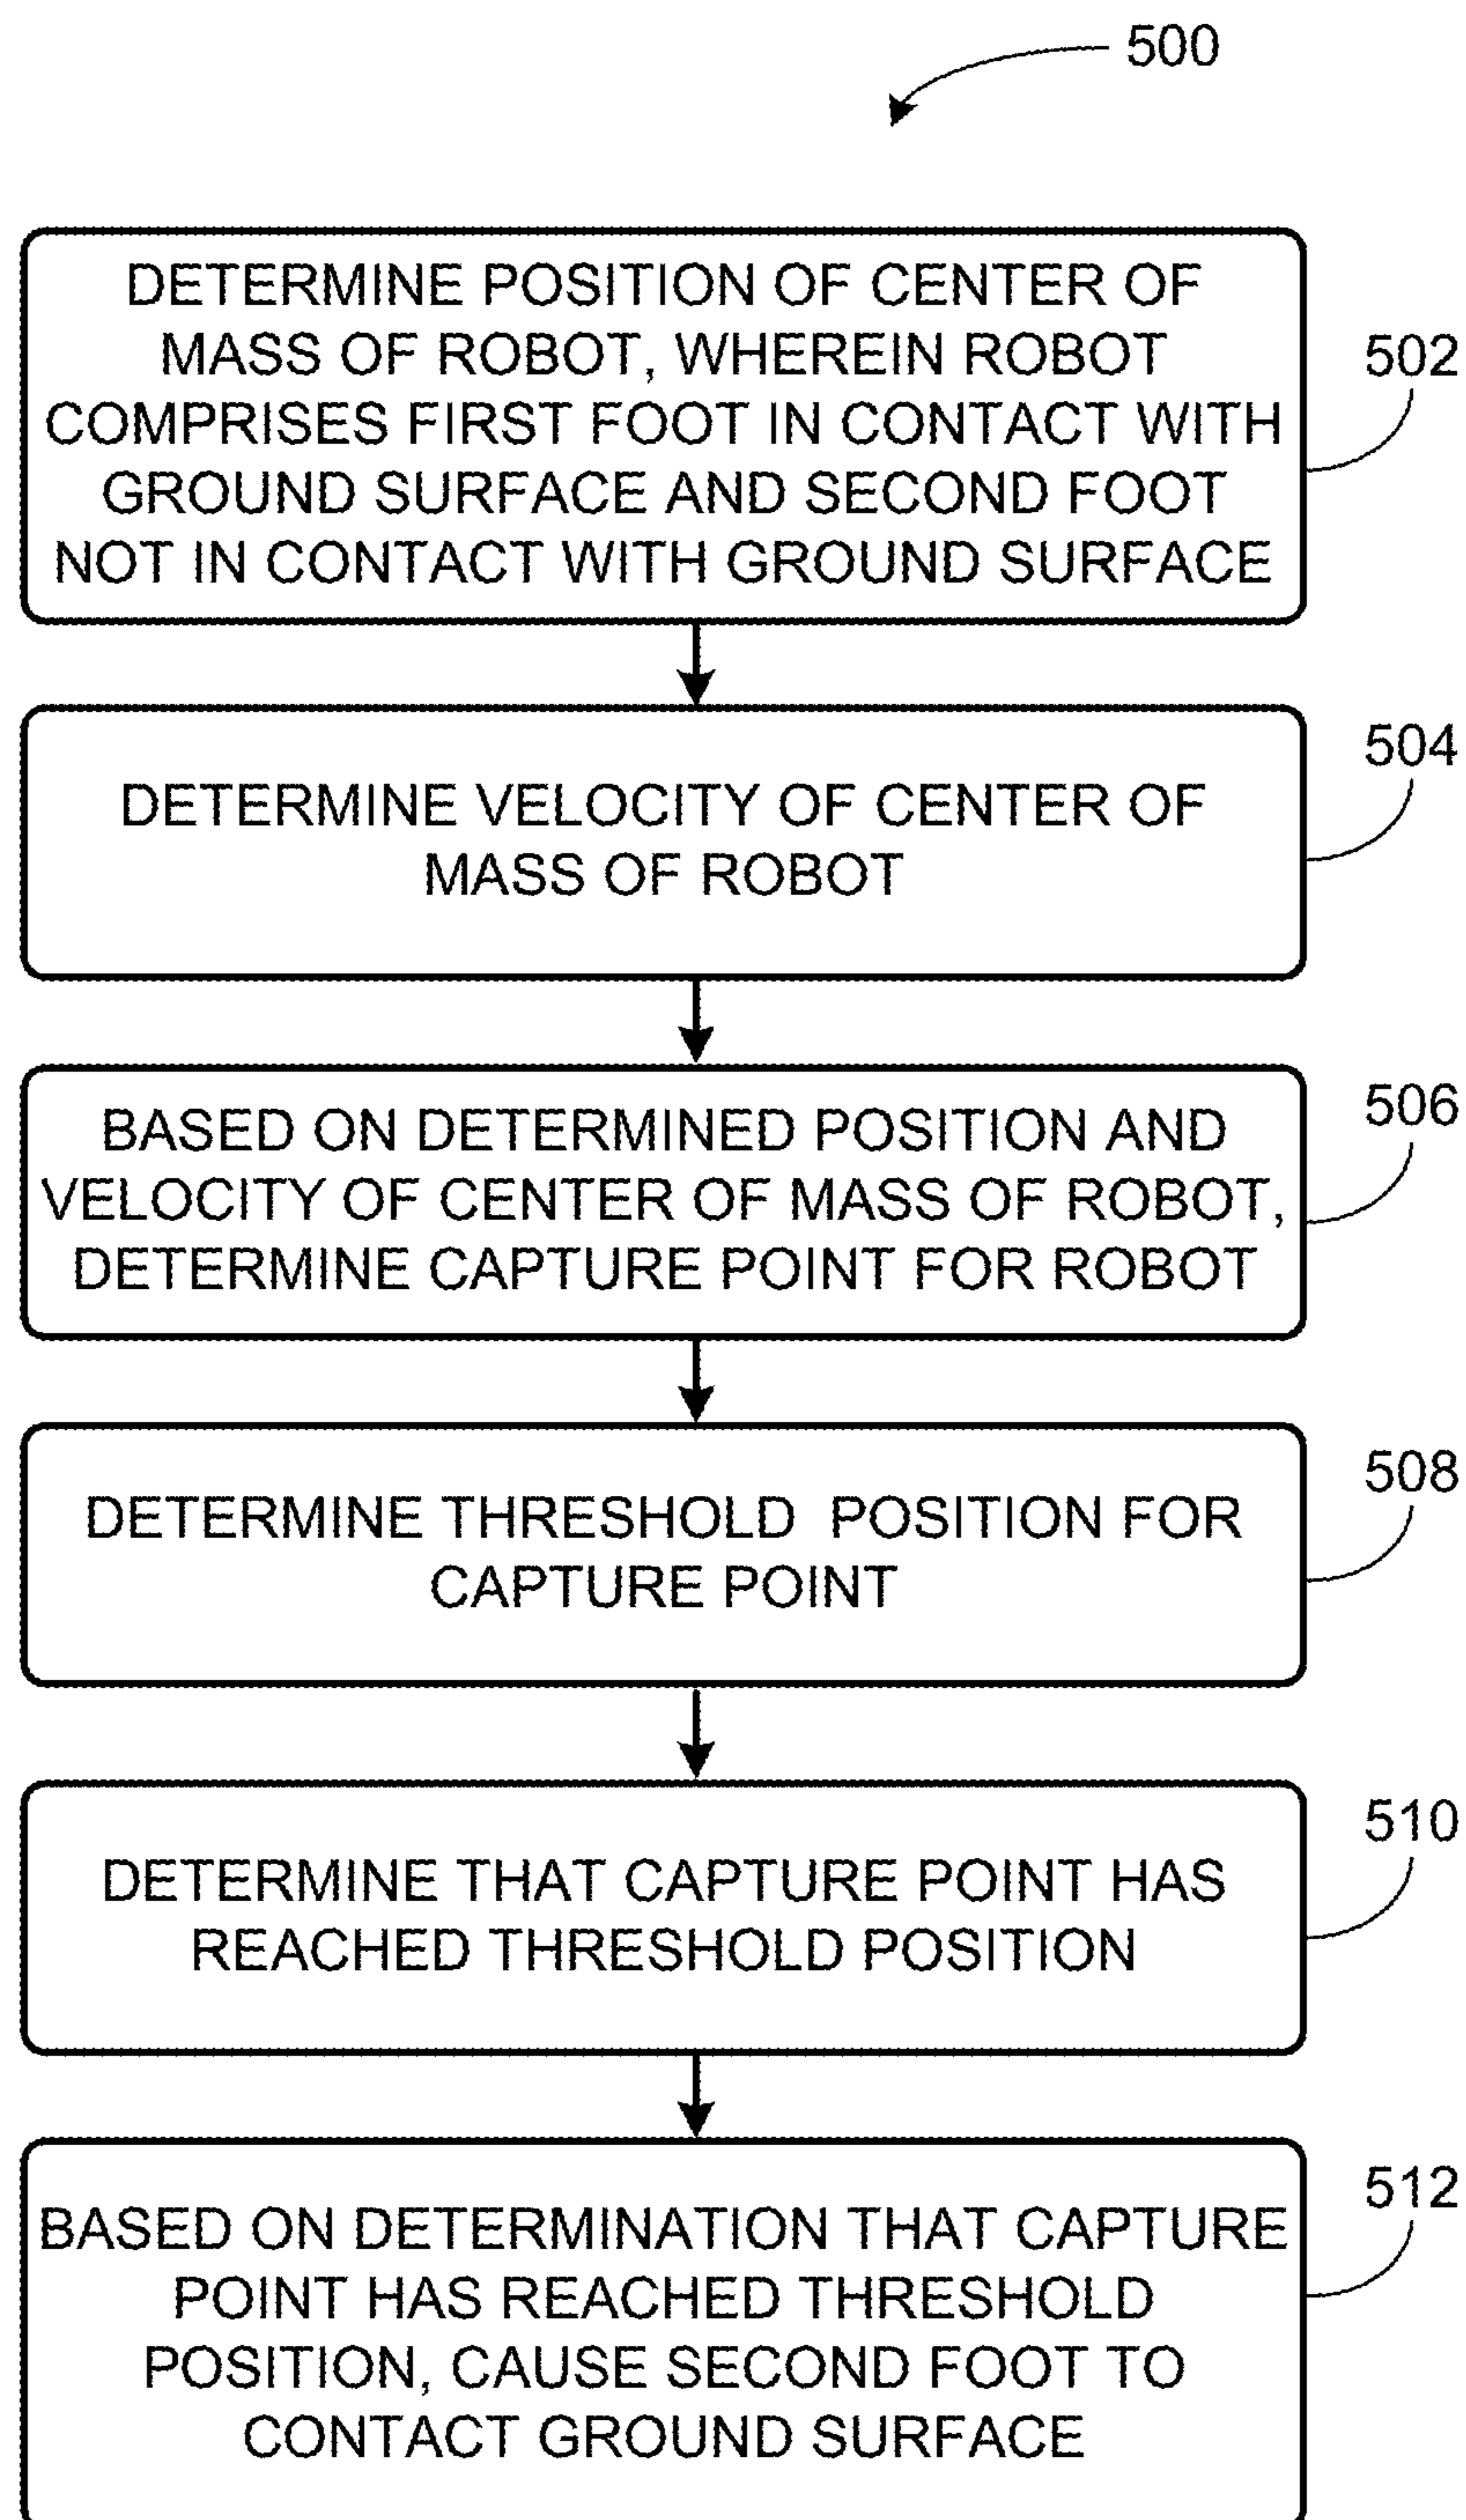 500
DETERMINE POSITION OF CENTER OF
MASS OF ROBOT, WHEREIN ROBOT
COMPRISES FIRST FOOT IN CONTACT WITH
GROUND SURFACE AND SECOND FOOT
NOT IN CONTACT WITH GROUND SURFACE
502
DETERMINE VELOCITY OF CENTER OF
MASS OF ROBOT
504
BASED ON DETERMINED POSITION AND
VELOCITY OF CENTER OF MASS OF ROBOT,
DETERMINE CAPTURE POINT FOR ROBOT
506
DETERMINE THRESHOLD POSITION FOR
CAPTURE POINT
508
DETERMINE THAT CAPTURE POINT HAS
REACHED THRESHOLD POSITION
510
BASED ON DETERMINATION THAT CAPTURE
POINT HAS REACHED THRESHOLD
POSITION, CAUSE SECOND FOOT TO
CONTACT GROUND SURFACE
512